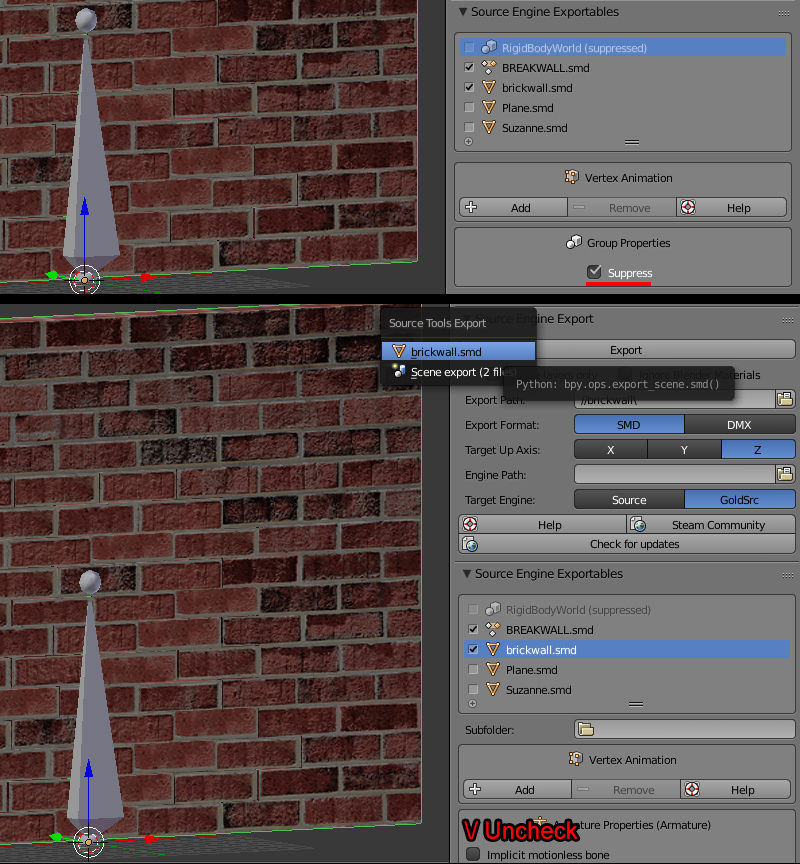 Source Engine Exportables
RigidBodyWorld (suppressed)
BREAKWALL.smd
brickwall.smd
Plane.smd
Suzanne.smd
Vertex Animation
Add Remove Help
Group Properties
Suppress
Source Tools Export
brickwall.smd
Scene export (2 files
Python: bpy.ops.export_scene.smd()
Engine Export
Export
Ignore Blender Materials
Export Path: //brickwall\
Export Format: SMD DMX
Target Up Axis: X Y Z
Engine Path:
Target Engine: Source GoldSrc
Help Steam Community
Check for updates
Source Engine Exportables
RigidBodyWorld (suppressed)
BREAKWALL.smd
brickwall.smd
Plane.smd
Suzanne.smd
Subfolder:
Vertex Animation
Add Remove Help
V Uncheck
ature Properties (Armature)
Implicit motionless bone